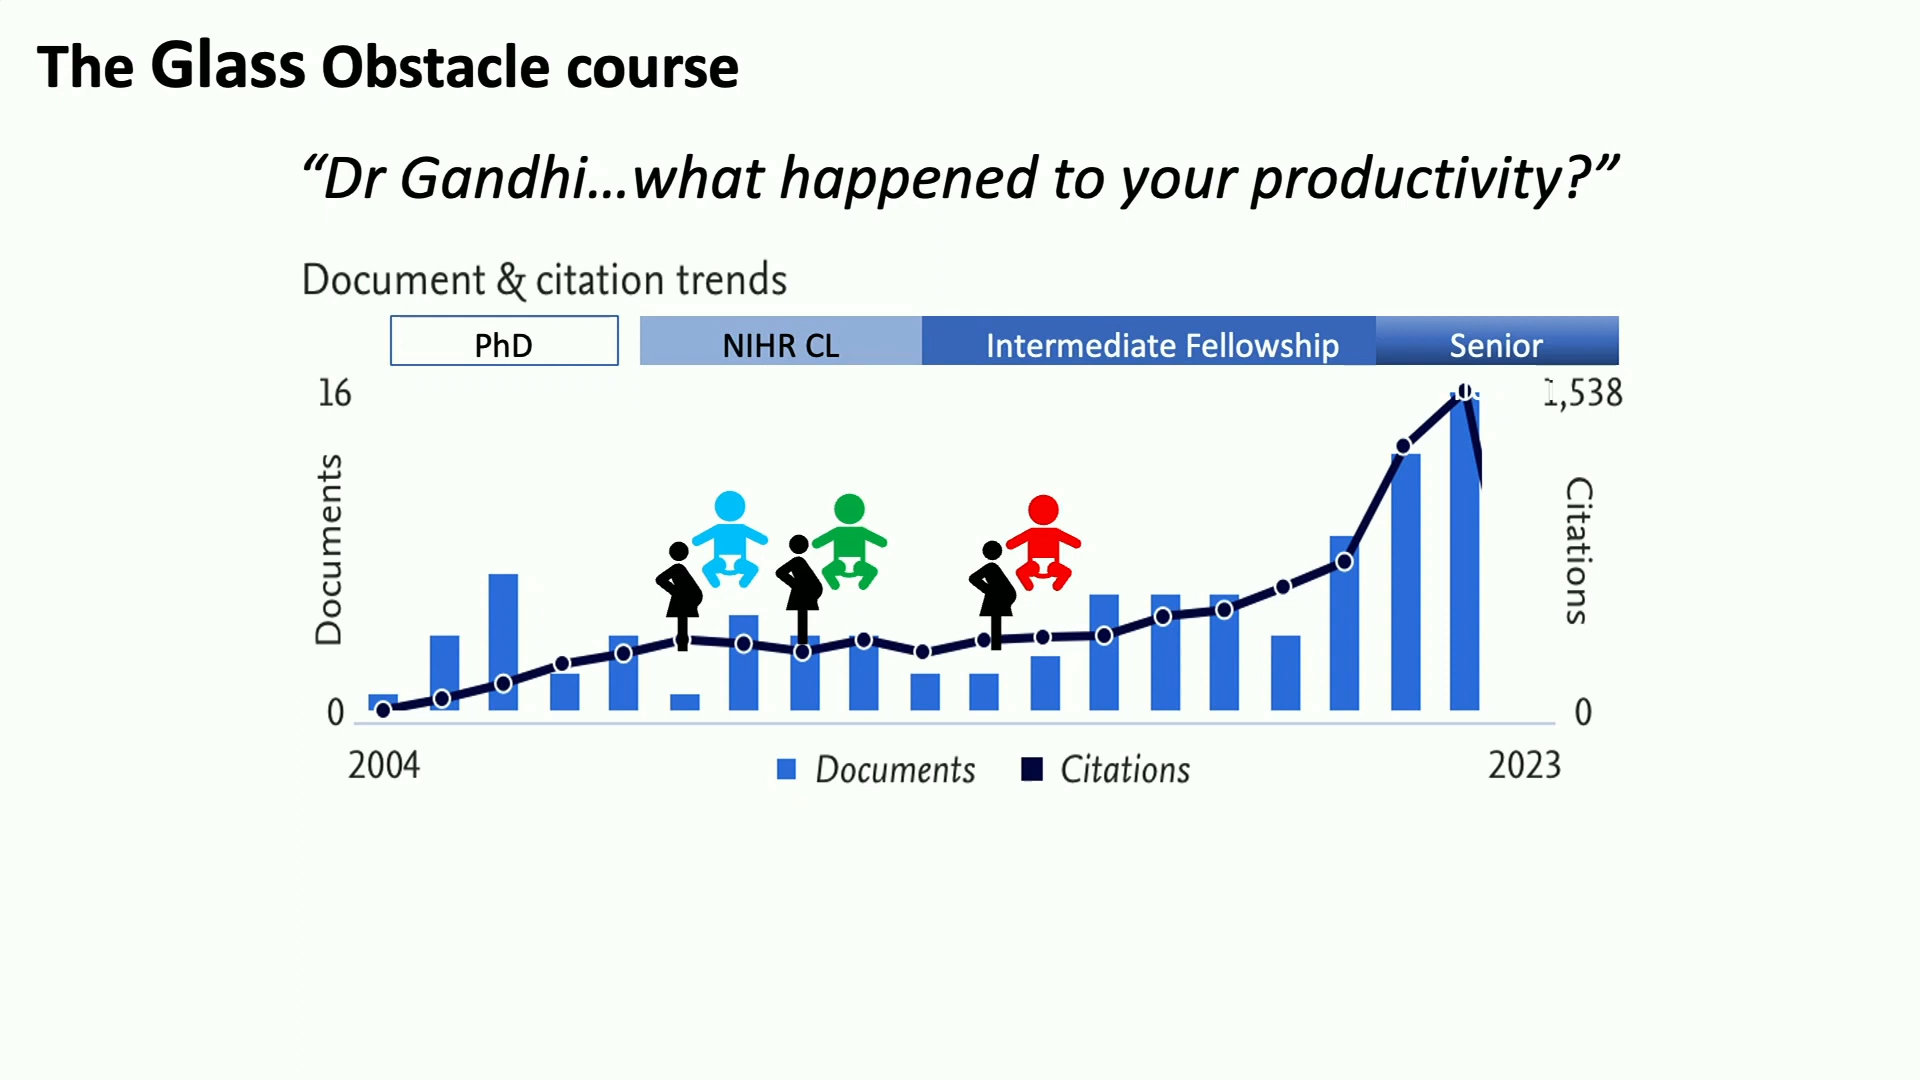 The Glass Obstacle course
“Dr Gandhi...what happened to your productivity?”
Document & citation trends
PhD NIHR CL Intermediate Fellowship Senior
16 1,538
Documents Citations
0 0
2004 2023
Documents Citations